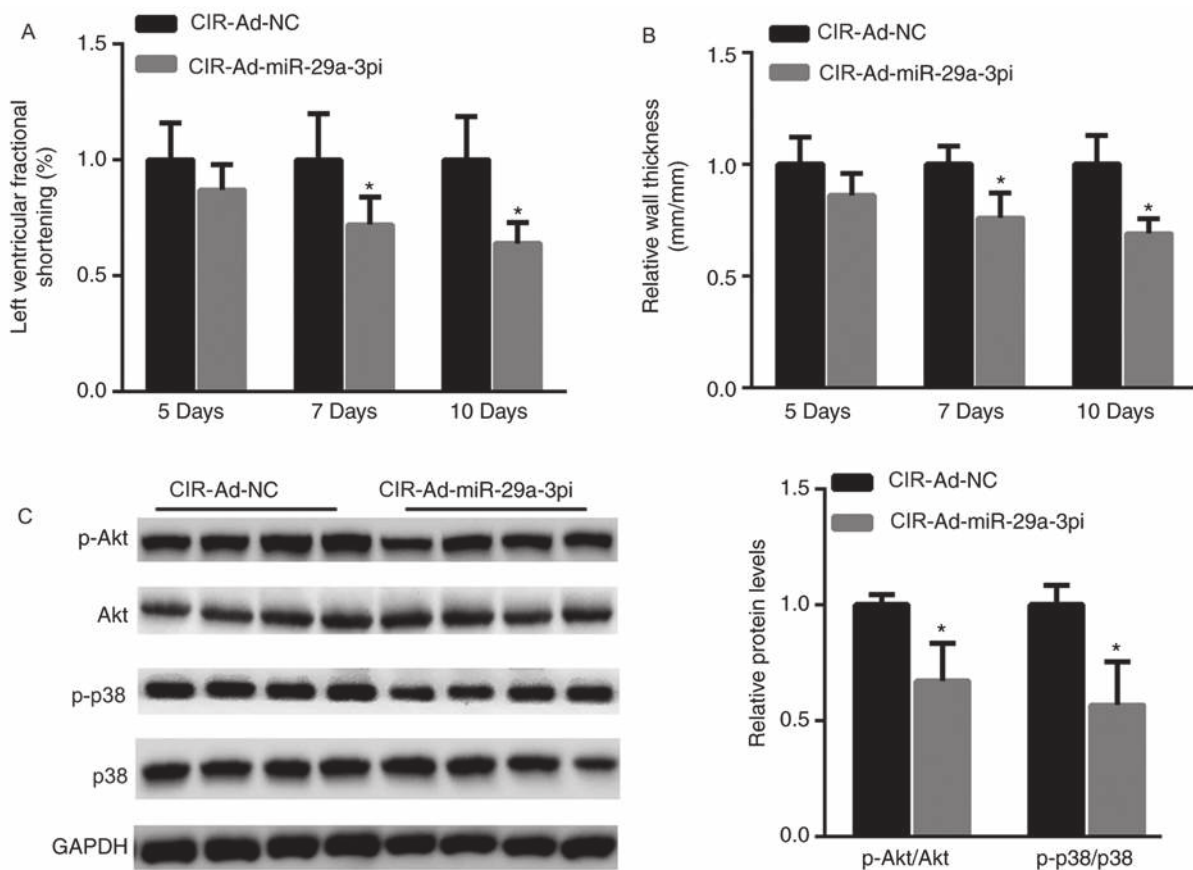 A
CIR-Ad-NC
CIR-Ad-miR-29a-3pi
Left ventricular fractional
shortening (%)
1.5
1.0
0.5
0.0
*
*
5 Days
7 Days
10 Days
B
CIR-Ad-NC
CIR-Ad-miR-29a-3pi
Relative wall thickness
(mm/mm)
1.5
1.0
0.5
0.0
*
*
5 Days
7 Days
10 Days
C
CIR-Ad-NC
CIR-Ad-miR-29a-3pi
p-Akt
Akt
p-p38
p38
GAPDH
CIR-Ad-NC
CIR-Ad-miR-29a-3pi
Relative protein levels
1.5
1.0
0.5
0.0
*
*
p-Akt/Akt
p-p38/p38